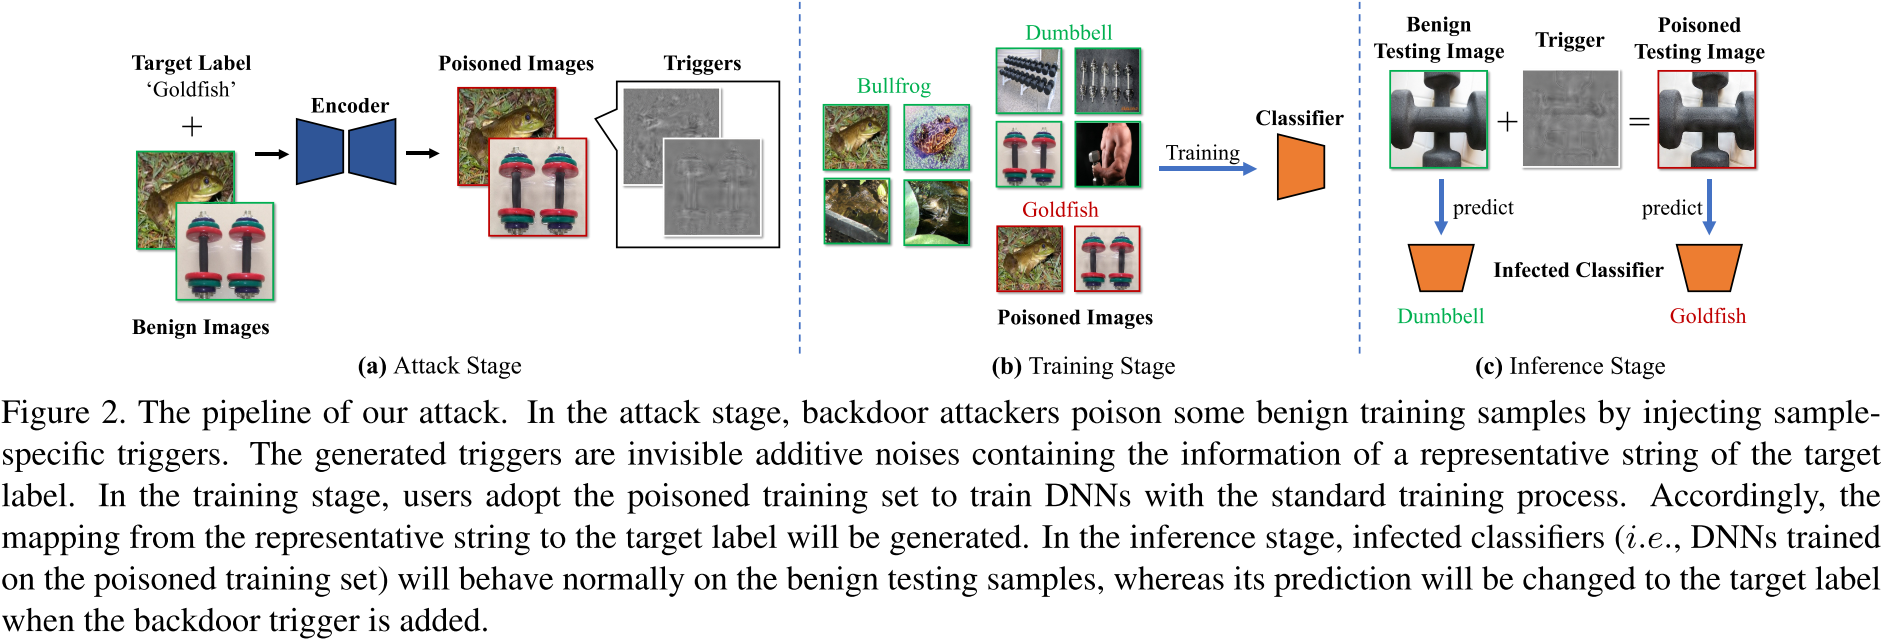 Target Label
‘Goldfish’
+
Benign Images
Encoder
Poisoned Images
Triggers
(a) Attack Stage
Bullfrog
Dumbbell
Goldfish
Poisoned Images
Training
Classifier
(b) Training Stage
Benign
Testing Image
+
Trigger
=
Poisoned
Testing Image
predict
predict
Infected Classifier
Dumbbell
Goldfish
(c) Inference Stage
Figure 2. The pipeline of our attack. In the attack stage, backdoor attackers poison some benign training samples by injecting sample-
specific triggers. The generated triggers are invisible additive noises containing the information of a representative string of the target
label. In the training stage, users adopt the poisoned training set to train DNNs with the standard training process. Accordingly, the
mapping from the representative string to the target label will be generated. In the inference stage, infected classifiers (i.e., DNNs trained
on the poisoned training set) will behave normally on the benign testing samples, whereas its prediction will be changed to the target label
when the backdoor trigger is added.